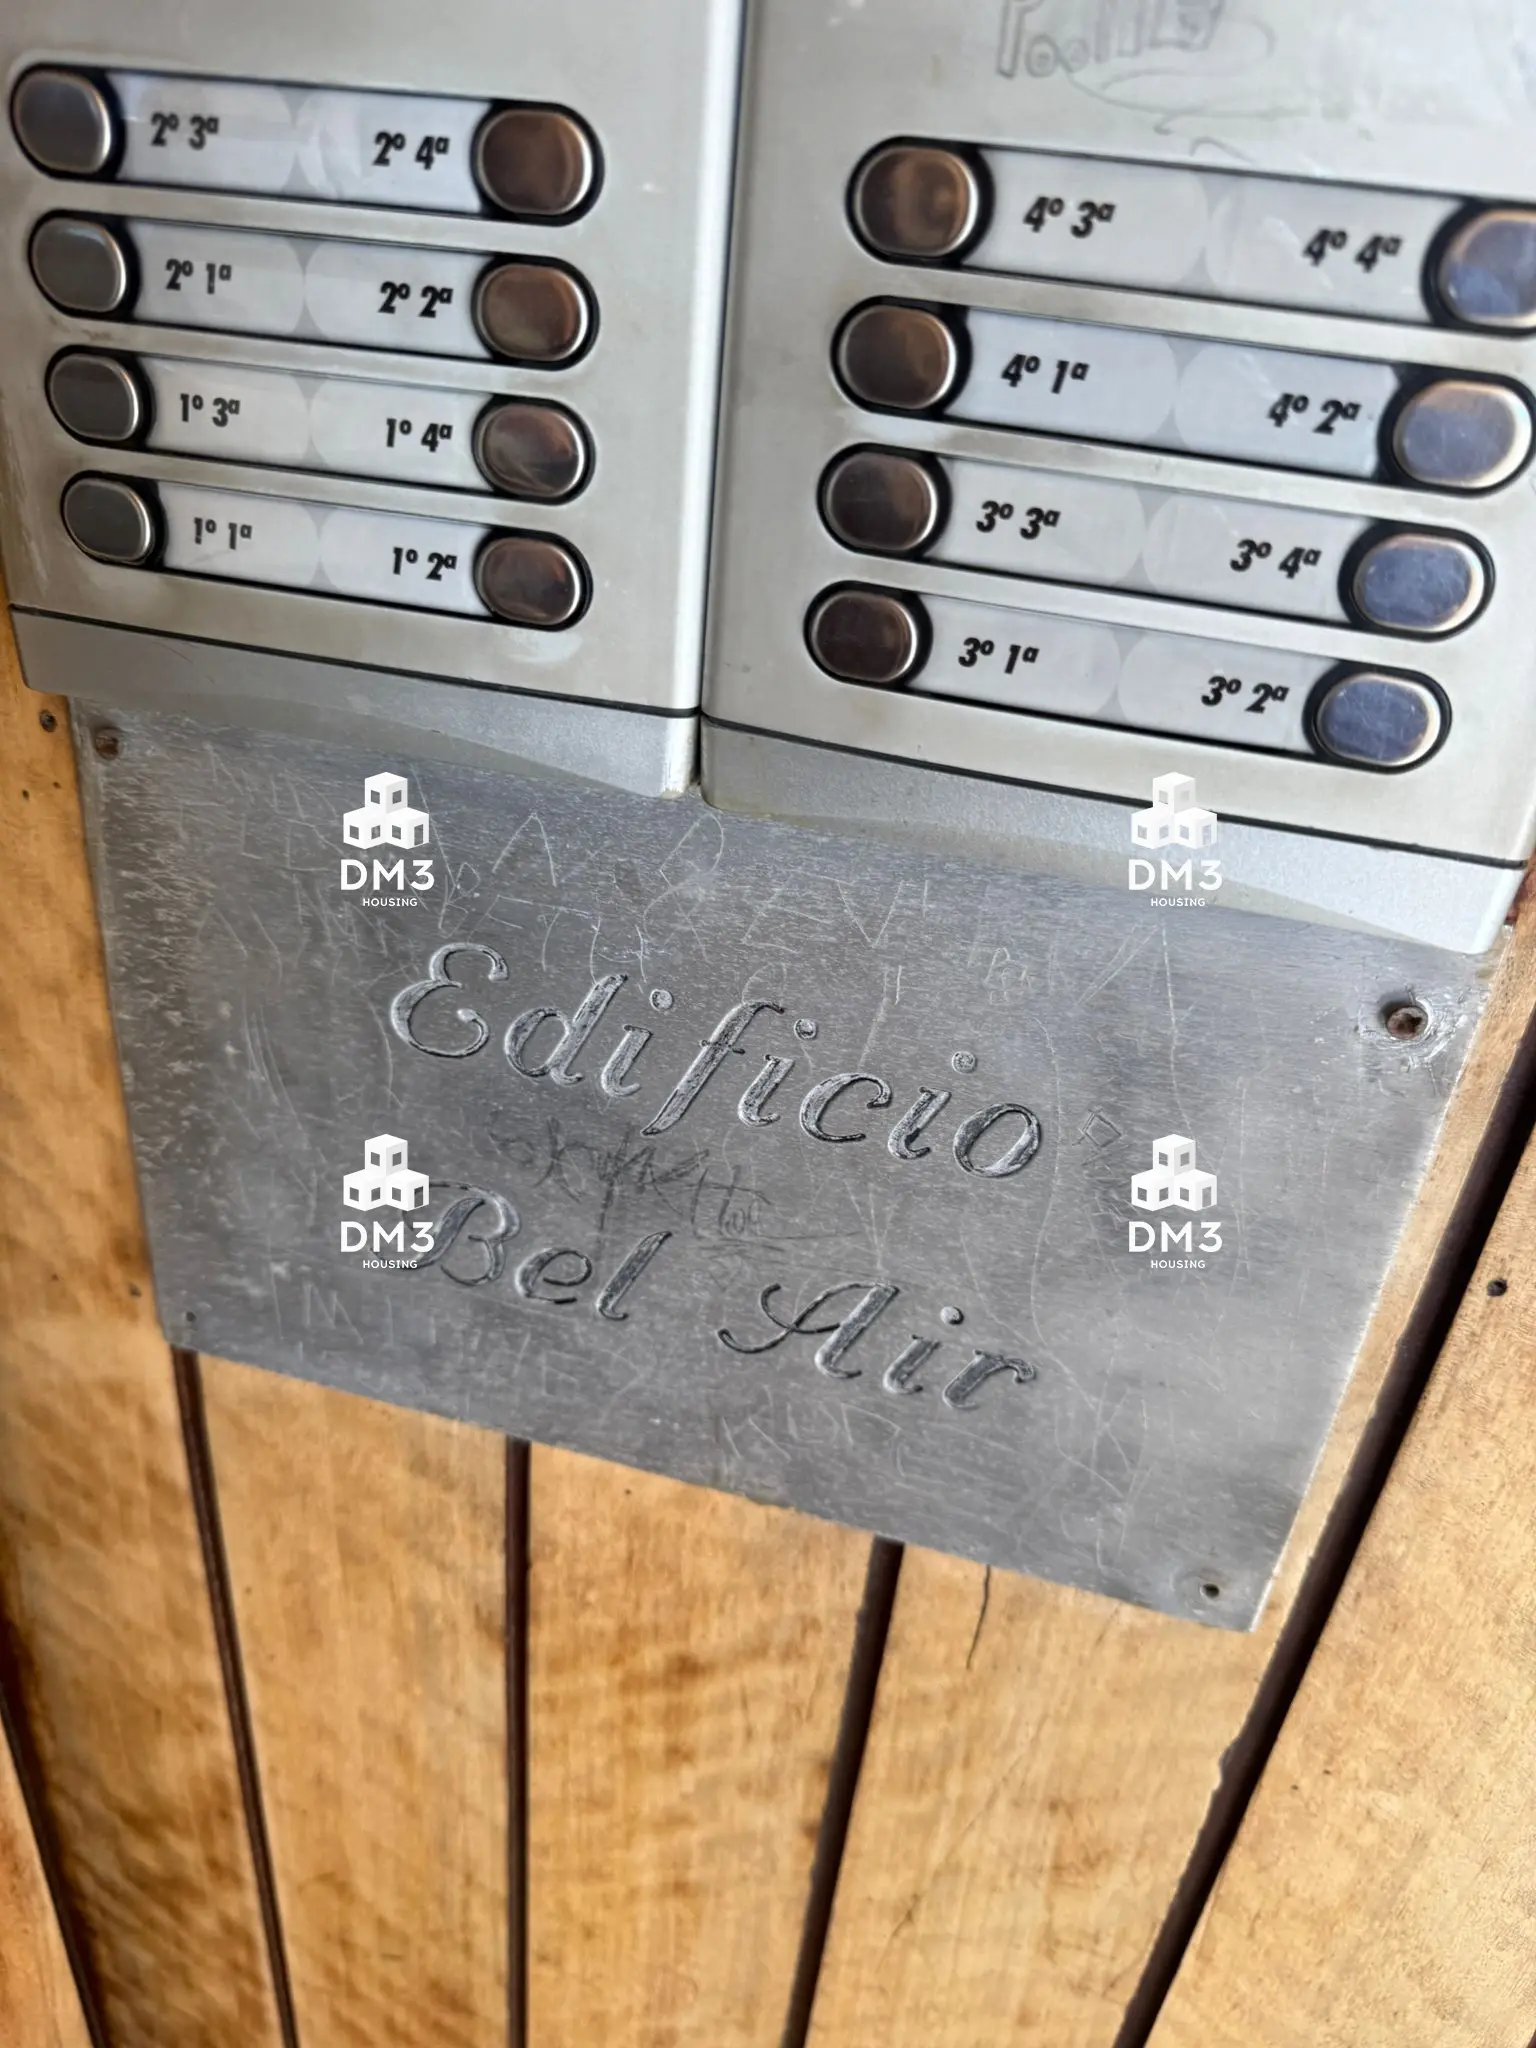 2º 3ª 2º 4ª
2º 1ª 2º 2ª
1º 3ª 1º 4ª
1º 1ª 1º 2ª
4º 3ª 4º 4ª
4º 1ª 4º 2ª
3º 3ª 3º 4ª
3º 1ª 3º 2ª
DM3
HOUSING
DM3
HOUSING
Edificio
Bel Air
DM3
HOUSING
DM3
HOUSING